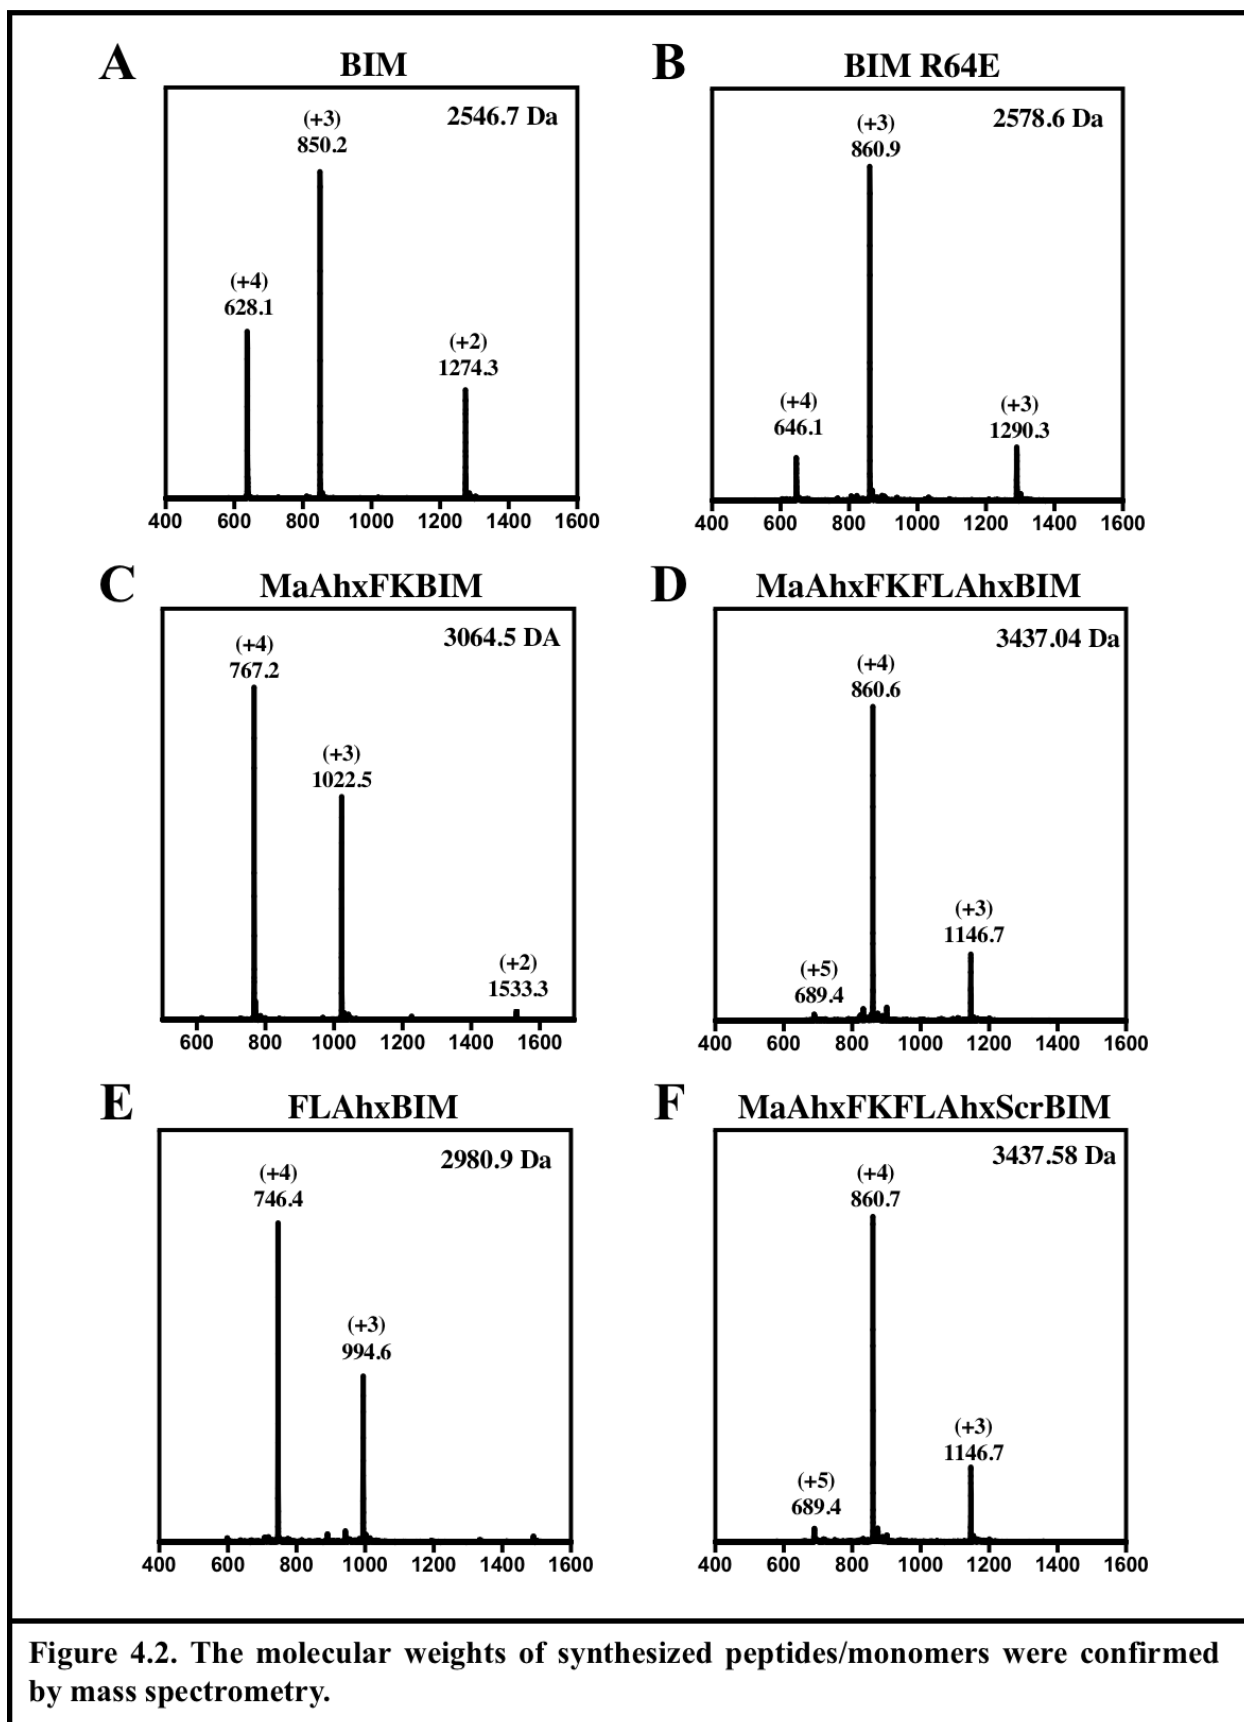 A
BIM
2546.7 Da
(+3)
850.2
(+4)
628.1
(+2)
1274.3
400 600 800 1000 1200 1400 1600
B
BIM R64E
2578.6 Da
(+3)
860.9
(+4)
646.1
(+3)
1290.3
400 600 800 1000 1200 1400 1600
C
MaAhxFKBIM
3064.5 DA
(+4)
767.2
(+3)
1022.5
(+2)
1533.3
600 800 1000 1200 1400 1600
D
MaAhxFKFLAhxBIM
3437.04 Da
(+4)
860.6
(+3)
1146.7
(+5)
689.4
400 600 800 1000 1200 1400 1600
E
FLAhxBIM
2980.9 Da
(+4)
746.4
(+3)
994.6
400 600 800 1000 1200 1400 1600
F
MaAhxFKFLAhxScrBIM
3437.58 Da
(+4)
860.7
(+3)
1146.7
(+5)
689.4
400 600 800 1000 1200 1400 1600
Figure 4.2. The molecular weights of synthesized peptides/monomers were confirmed
by mass spectrometry.